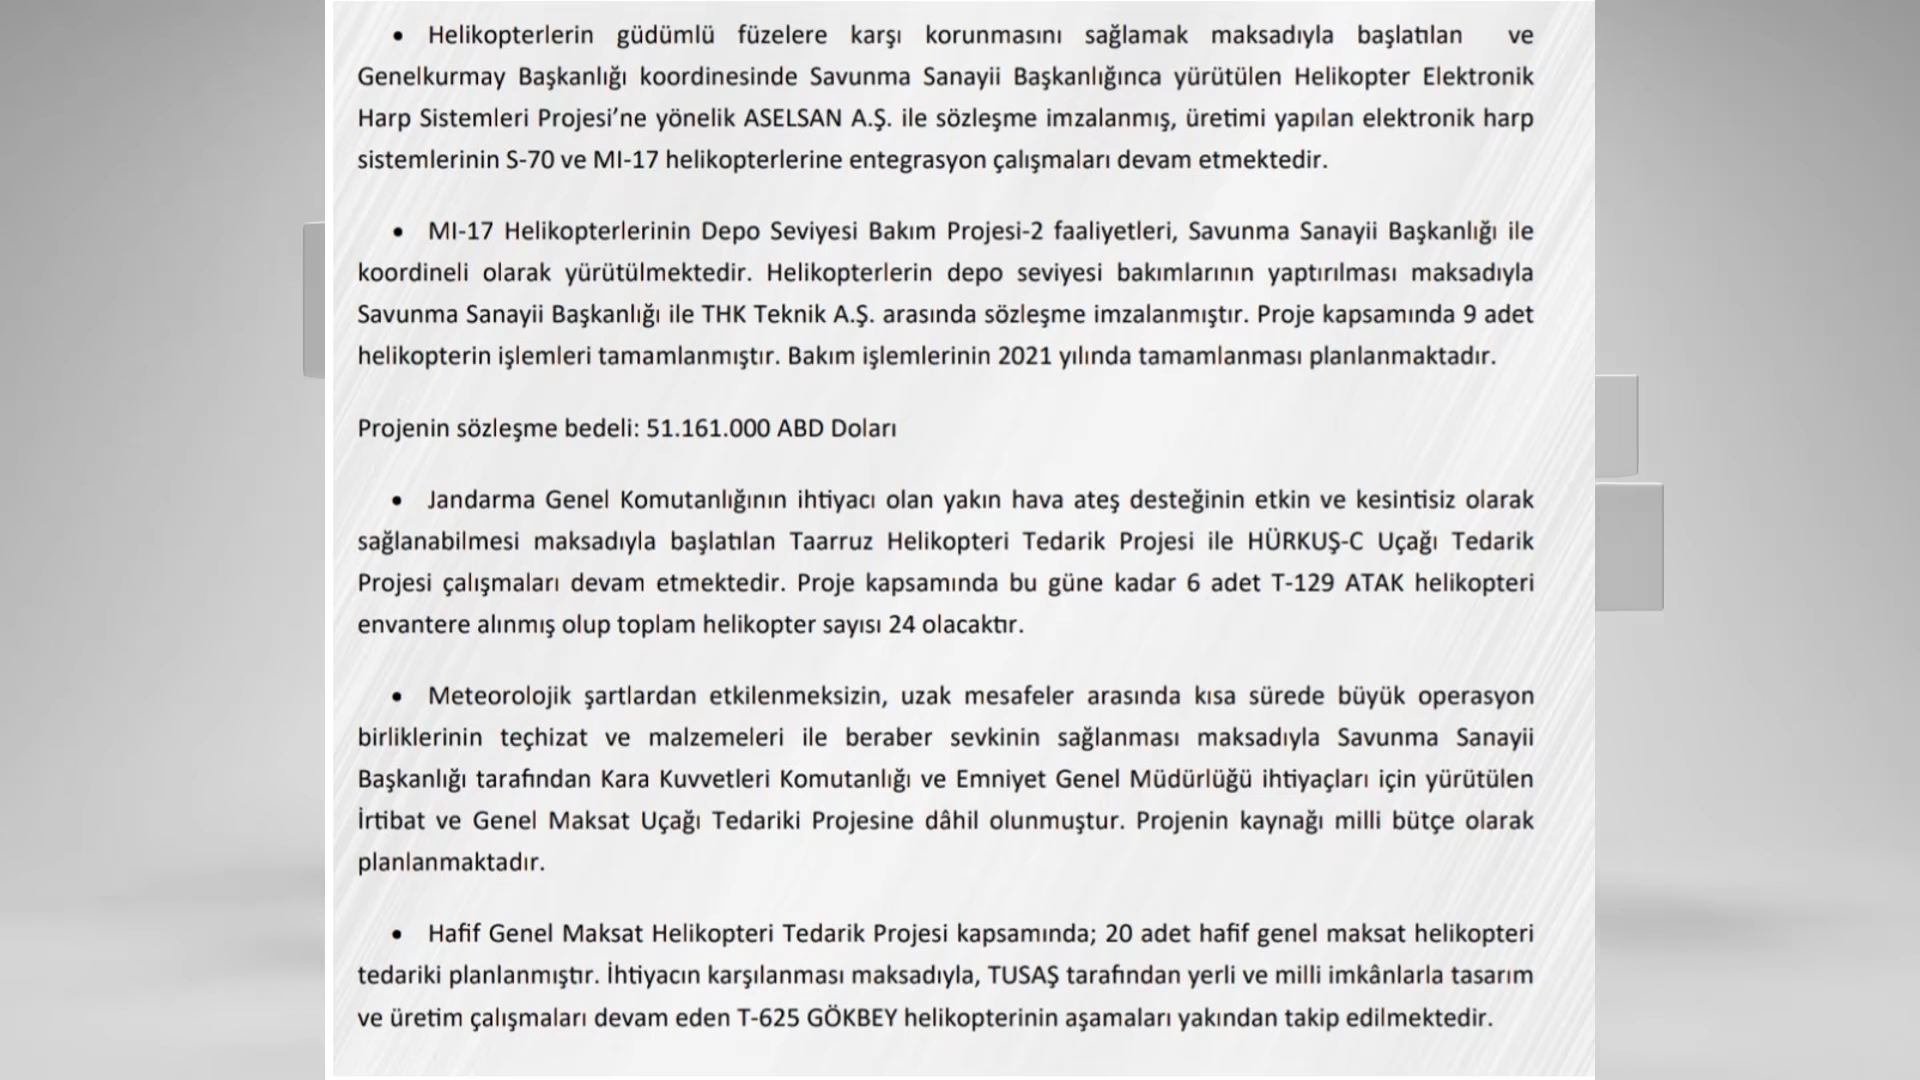 • Helikopterlerin güdümlü füzelere karşı korunmasını sağlamak maksadıyla başlatılan ve
Genelkurmay Başkanlığı koordinesinde Savunma Sanayii Başkanlığınca yürütülen Helikopter Elektronik
Harp Sistemleri Projesi’ne yönelik ASELSAN A.Ş. ile sözleşme imzalanmış, üretimi yapılan elektronik harp
sistemlerinin S-70 ve MI-17 helikopterlerine entegrasyon çalışmaları devam etmektedir.
• MI-17 Helikopterlerinin Depo Seviyesi Bakım Projesi-2 faaliyetleri, Savunma Sanayii Başkanlığı ile
koordineli olarak yürütülmektedir. Helikopterlerin depo seviyesi bakımlarının yaptırılması maksadıyla
Savunma Sanayii Başkanlığı ile THK Teknik A.Ş. arasında sözleşme imzalanmıştır. Proje kapsamında 9 adet
helikopterin işlemleri tamamlanmıştır. Bakım işlemlerinin 2021 yılında tamamlanması planlanmaktadır.
Projenin sözleşme bedeli: 51.161.000 ABD Doları
• Jandarma Genel Komutanlığının ihtiyacı olan yakın hava ateş desteğinin etkin ve kesintisiz olarak
sağlanabilmesi maksadıyla başlatılan Taarruz Helikopteri Tedarik Projesi ile HÜRKUŞ-C Uçağı Tedarik
Projesi çalışmaları devam etmektedir. Proje kapsamında bu güne kadar 6 adet T-129 ATAK helikopteri
envantere alınmış olup toplam helikopter sayısı 24 olacaktır.
• Meteorolojik şartlardan etkilenmeksizin, uzak mesafeler arasında kısa sürede büyük operasyon
birliklerinin teçhizat ve malzemeleri ile beraber sevkinin sağlanması maksadıyla Savunma Sanayii
Başkanlığı tarafından Kara Kuvvetleri Komutanlığı ve Emniyet Genel Müdürlüğü ihtiyaçları için yürütülen
İrtibat ve Genel Maksat Uçağı Tedariki Projesine dâhil olunmuştur. Projenin kaynağı milli bütçe olarak
planlanmaktadır.
• Hafif Genel Maksat Helikopteri Tedarik Projesi kapsamında; 20 adet hafif genel maksat helikopteri
tedariki planlanmıştır. İhtiyacın karşılanması maksadıyla, TUSAŞ tarafından yerli ve milli imkânlarla tasarım
ve üretim çalışmaları devam eden T-625 GÖKBEY helikopterinin aşamaları yakından takip edilmektedir.